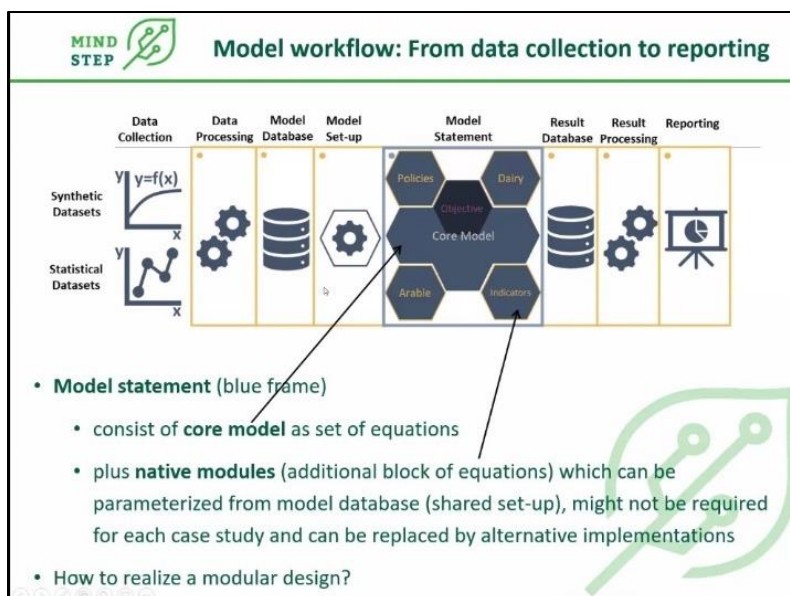 MIND
STEP
Model workflow: From data collection to reporting
Data Collection
Data Processing
Model Database
Model Set-up
Model Statement
Result Database
Result Processing
Reporting
Synthetic Datasets
y
y=f(x)
x
Statistical Datasets
y
x
Policies
Dairy
Objective
Core Model
Arable
Indicators
• Model statement (blue frame)
• consist of core model as set of equations
• plus native modules (additional block of equations) which can be
parameterized from model database (shared set-up), might not be required
for each case study and can be replaced by alternative implementations
• How to realize a modular design?